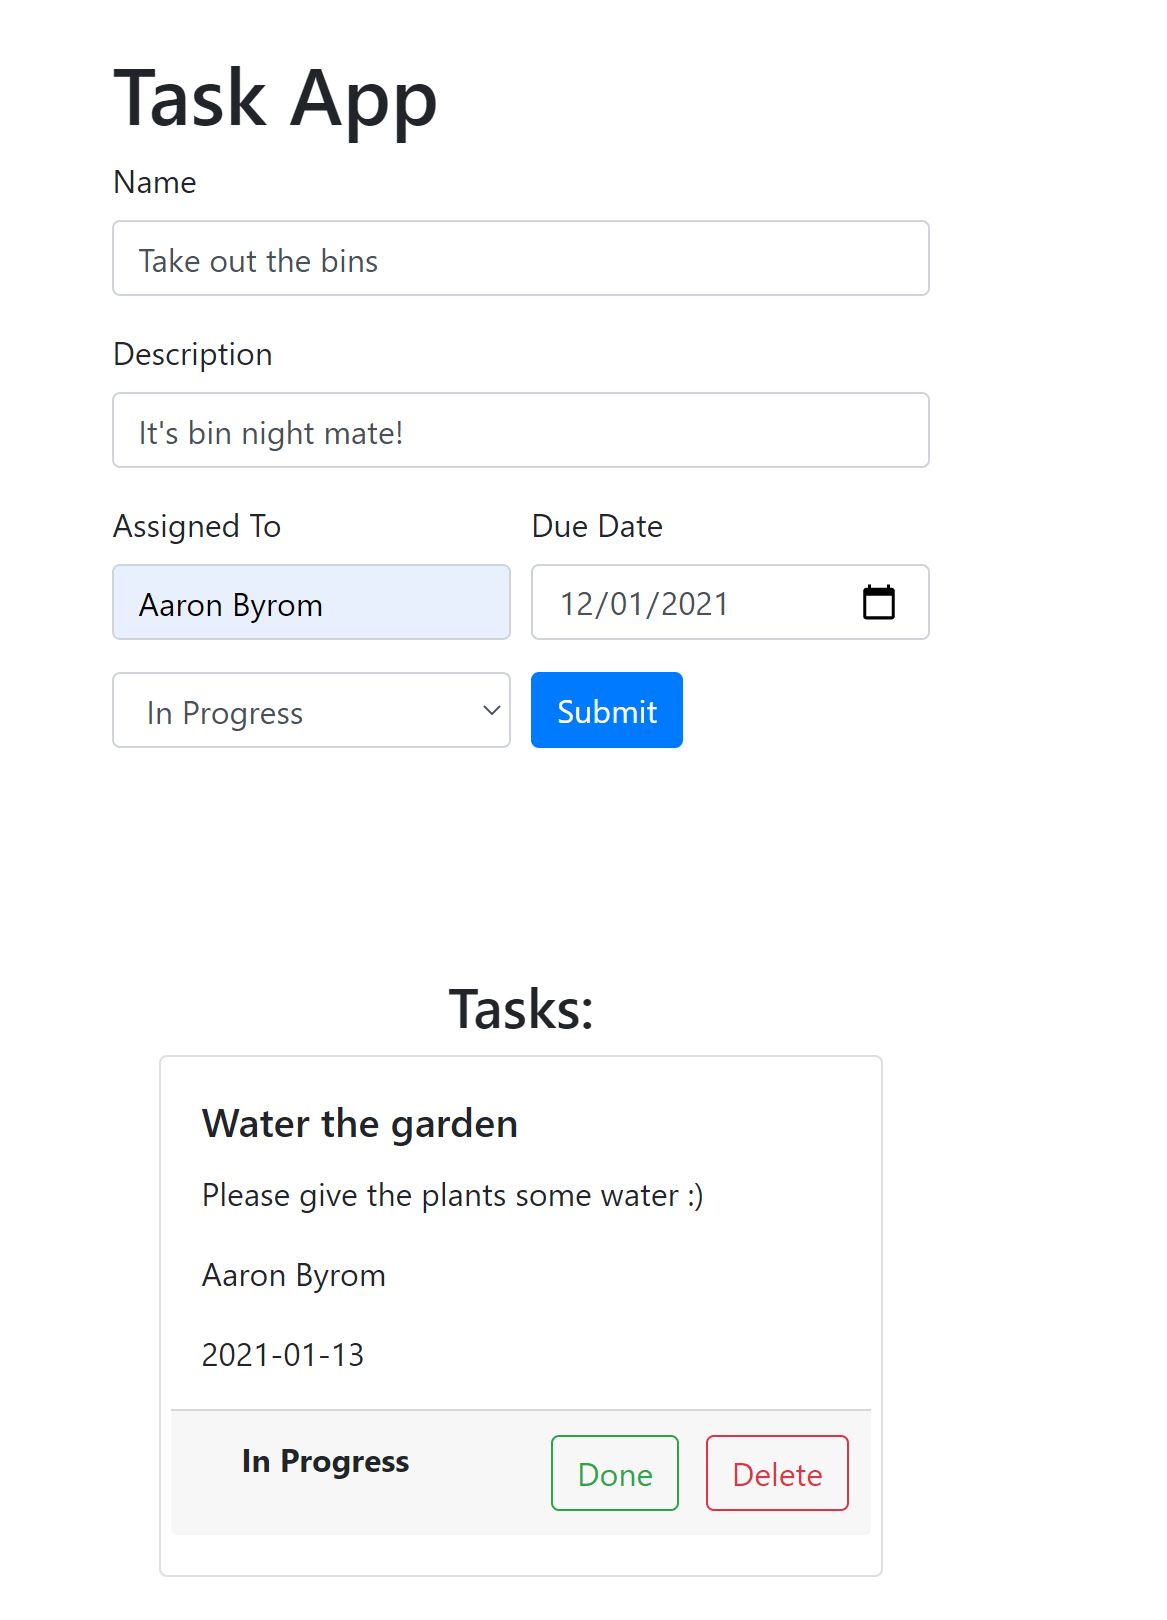 Task App
Name
Take out the bins
Description
It's bin night mate!
Assigned To Due Date
Aaron Byrom 12/01/2021
In Progress Submit
Tasks:
Water the garden
Please give the plants some water :)
Aaron Byrom
2021-01-13
In Progress Done Delete